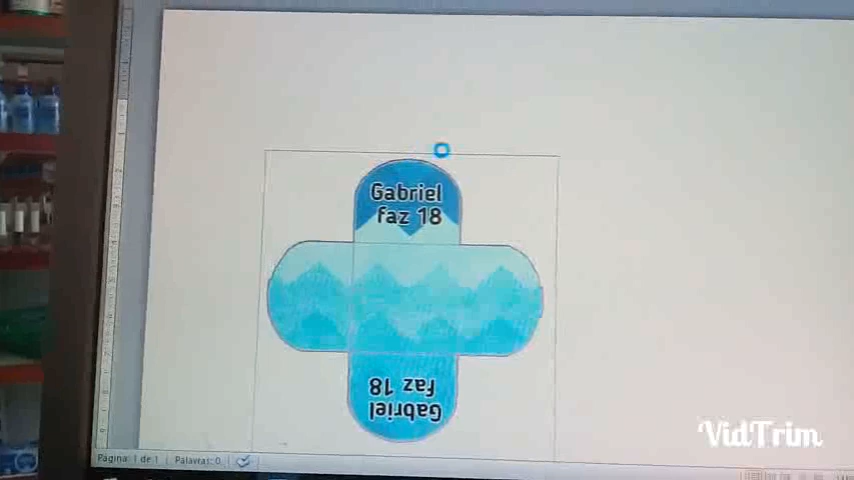 Gabriel
faz 18
faz 18
Gabriel
VidTrim
Página: 1 de 1
Palavras: 0